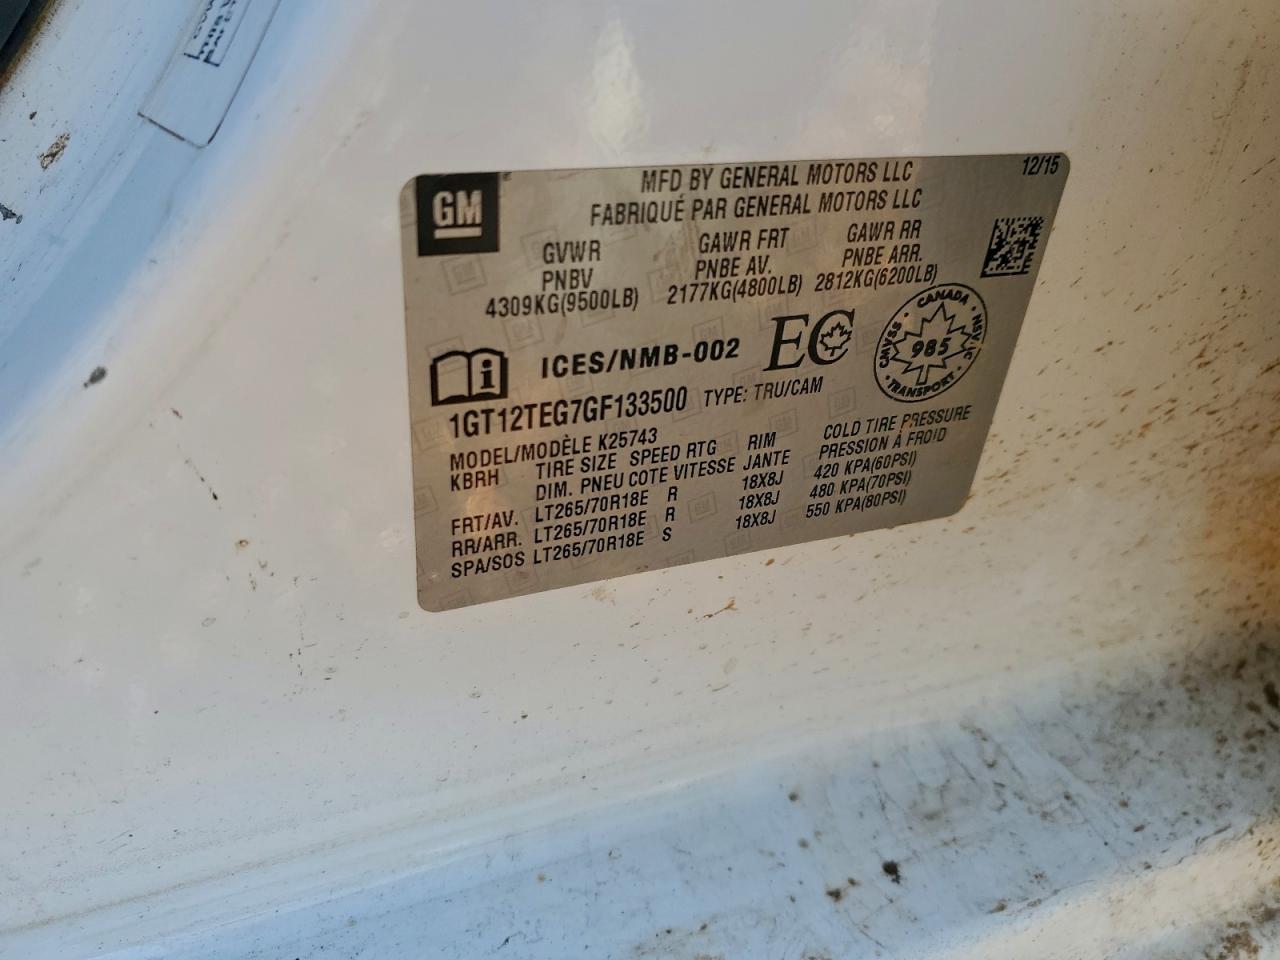 GM
MFD BY GENERAL MOTORS LLC 12/15
FABRIQUÉ PAR GENERAL MOTORS LLC
GVWR GAWR FRT GAWR RR
PNBV PNBE AV. PNBE ARR.
4309KG(9500LB) 2177KG(4800LB) 2812KG(6200LB)
ICES/NMB-002 EC
CANADA
CMVSS 985 NSVAC
TRANSPORT
1GT12TEG7GF133500 TYPE: TRU/CAM
MODEL/MODÈLE K25743
KBRH TIRE SIZE SPEED RTG RIM COLD TIRE PRESSURE
DIM. PNEU COTE VITESSE JANTE PRESSION À FROID
FRT/AV. LT265/70R18E R 18X8J 420 KPA(60PSI)
RR/ARR. LT265/70R18E R 18X8J 480 KPA(70PSI)
SPA/SOS LT265/70R18E S 18X8J 550 KPA(80PSI)